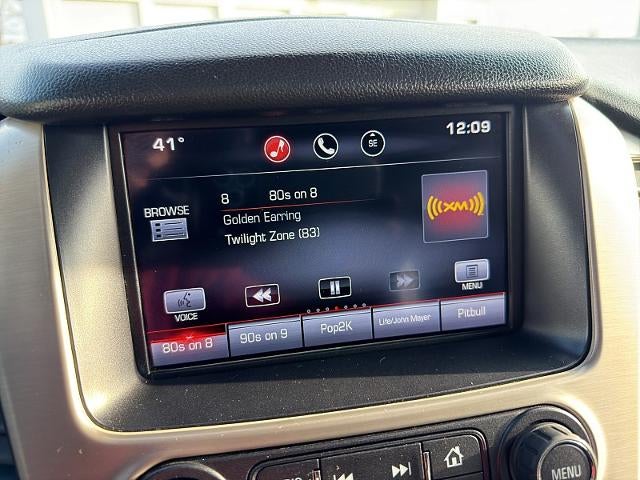 41°
SE
12:09
8 80s on 8
Golden Earring
Twilight Zone (83)
BROWSE
((XM))
VOICE
MENU
80s on 8
90s on 9
Pop2K
Life/John Mayer
Pitbull
MENU